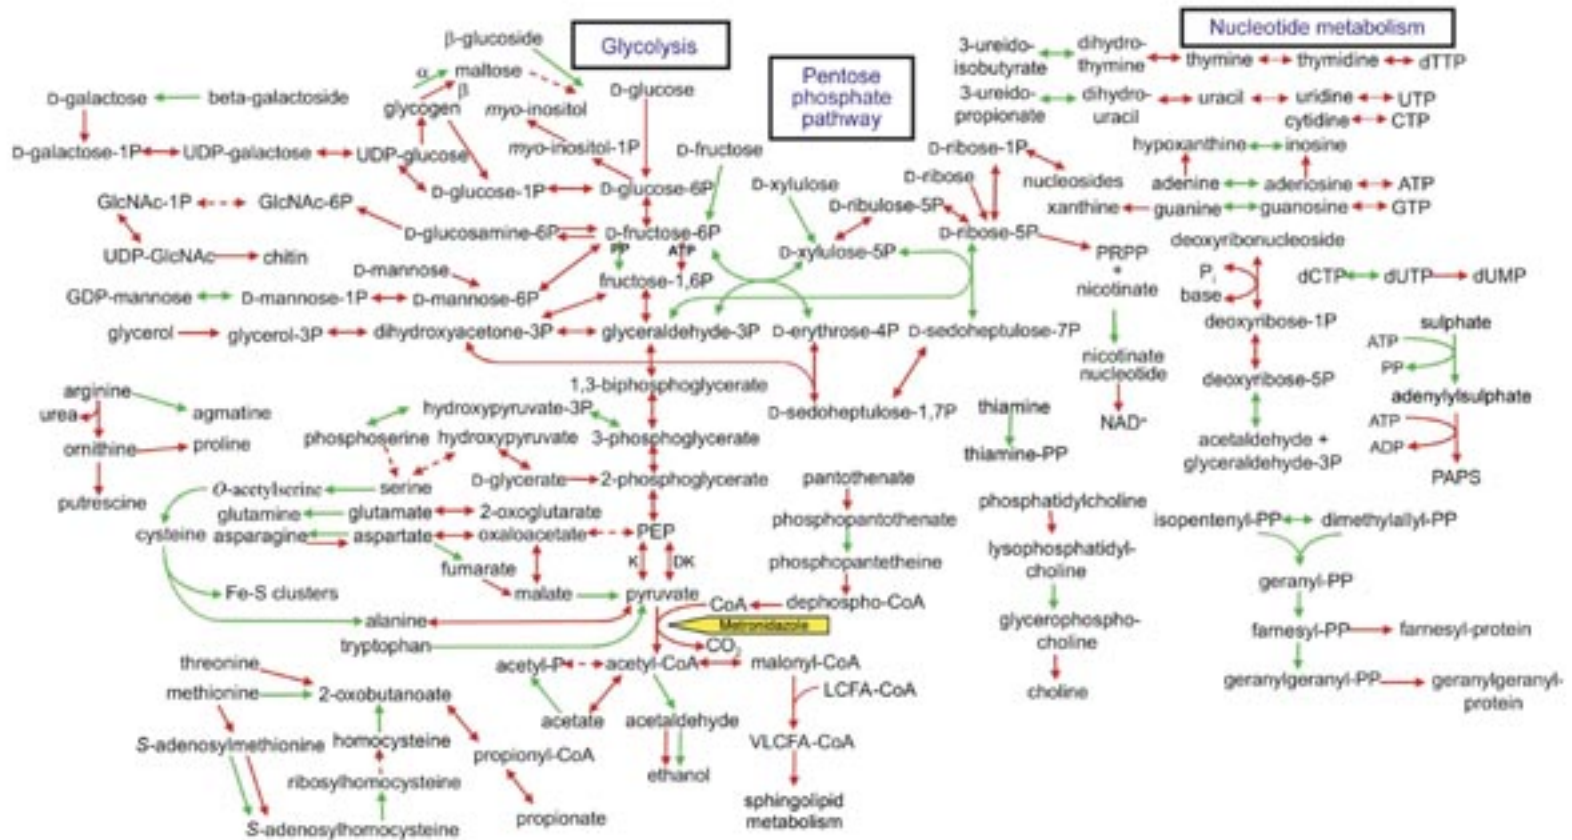 β-glucoside
Glycolysis
Nucleotide metabolism
3-ureido-
isobutyrate
dihydro-
thymine
thymine
thymidine
dTTP
α
maltose
β
D-glucose
Pentose
phosphate
pathway
D-galactose
beta-galactoside
glycogen
myo-inositol
3-ureido-
propionate
dihydro-
uracil
uracil
uridine
UTP
cytidine
CTP
D-galactose-1P
UDP-galactose
UDP-glucose
myo-inositol-1P
D-fructose
D-ribose-1P
hypoxanthine
inosine
D-glucose-1P
D-glucose-6P
D-xylulose
D-ribose
nucleosides
adenine
adenosine
ATP
GlcNAc-1P
GlcNAc-6P
D-ribulose-5P
xanthine
guanine
guanosine
GTP
D-glucosamine-6P
D-fructose-6P
D-ribose-5P
PP
ATP
D-xylulose-5P
PRPP
+
nicotinate
deoxyribonucleoside
UDP-GlcNAc
chitin
D-mannose
fructose-1,6P
Pi
base
dCTP
dUTP
dUMP
GDP-mannose
D-mannose-1P
D-mannose-6P
glycerol
glycerol-3P
dihydroxyacetone-3P
glyceraldehyde-3P
D-erythrose-4P
D-sedoheptulose-7P
deoxyribose-1P
sulphate
ATP
PP
nicotinate
nucleotide
deoxyribose-5P
adenylylsulphate
arginine
urea
agmatine
1,3-biphosphoglycerate
hydroxypyruvate-3P
D-sedoheptulose-1,7P
thiamine
NAD+
ATP
ADP
ornithine
proline
phosphoserine
hydroxypyruvate
3-phosphoglycerate
thiamine-PP
acetaldehyde +
glyceraldehyde-3P
PAPS
putrescine
O-acetylserine
serine
D-glycerate
2-phosphoglycerate
pantothenate
phosphatidylcholine
glutamine
glutamate
2-oxoglutarate
phosphopantothenate
isopentenyl-PP
dimethylallyl-PP
cysteine
asparagine
aspartate
oxaloacetate
PEP
lysophosphatidyl-
choline
K
DK
fumarate
phosphopantetheine
geranyl-PP
Fe-S clusters
malate
pyruvate
CoA
dephospho-CoA
alanine
Metronidazole
glycerophospho-
choline
farnesyl-PP
farnesyl-protein
tryptophan
CO2
threonine
acetyl-P
acetyl-CoA
malonyl-CoA
methionine
2-oxobutanoate
LCFA-CoA
choline
geranylgeranyl-PP
geranylgeranyl-
protein
acetate
acetaldehyde
S-adenosylmethionine
homocysteine
propionyl-CoA
VLCFA-CoA
ribosylhomocysteine
ethanol
S-adenosylhomocysteine
propionate
sphingolipid
metabolism